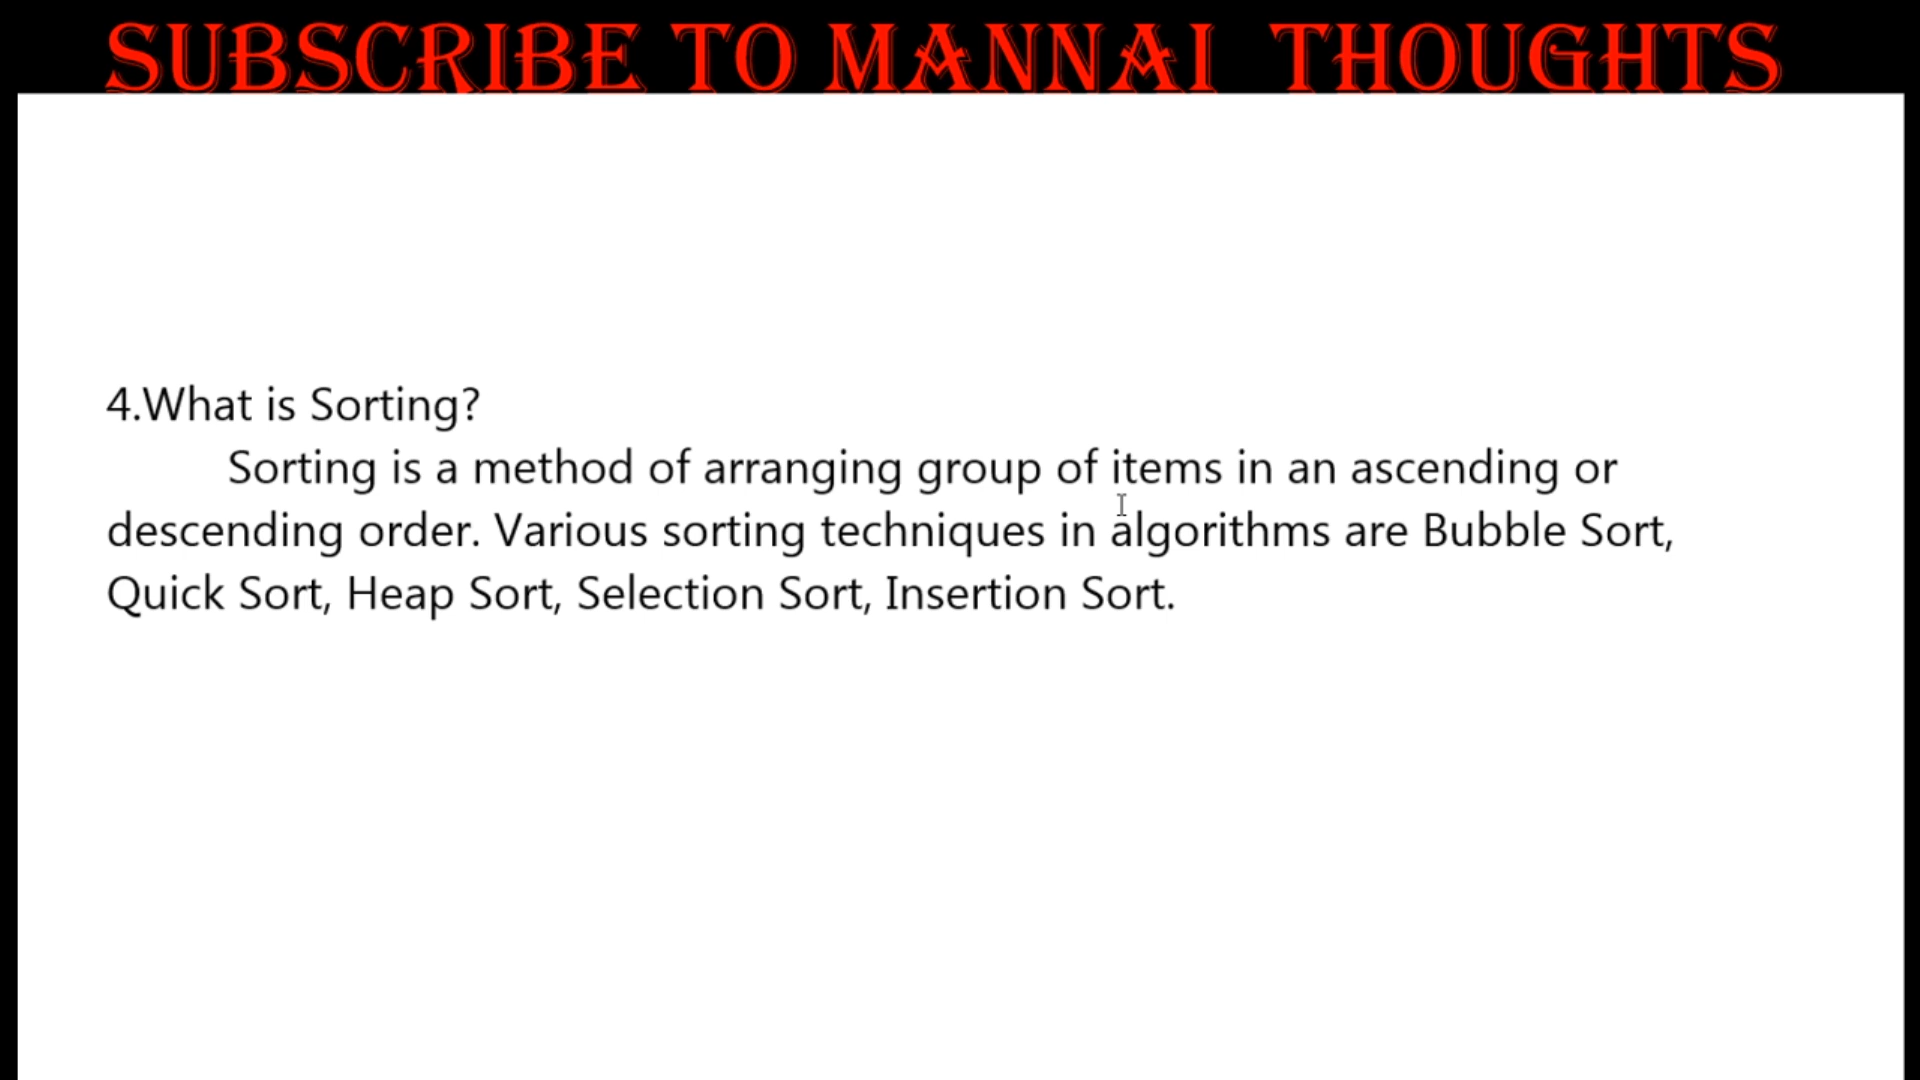 SUBSCRIBE TO MANNAI THOUGHTS
4.What is Sorting?
Sorting is a method of arranging group of items in an ascending or
descending order. Various sorting techniques in algorithms are Bubble Sort,
Quick Sort, Heap Sort, Selection Sort, Insertion Sort.